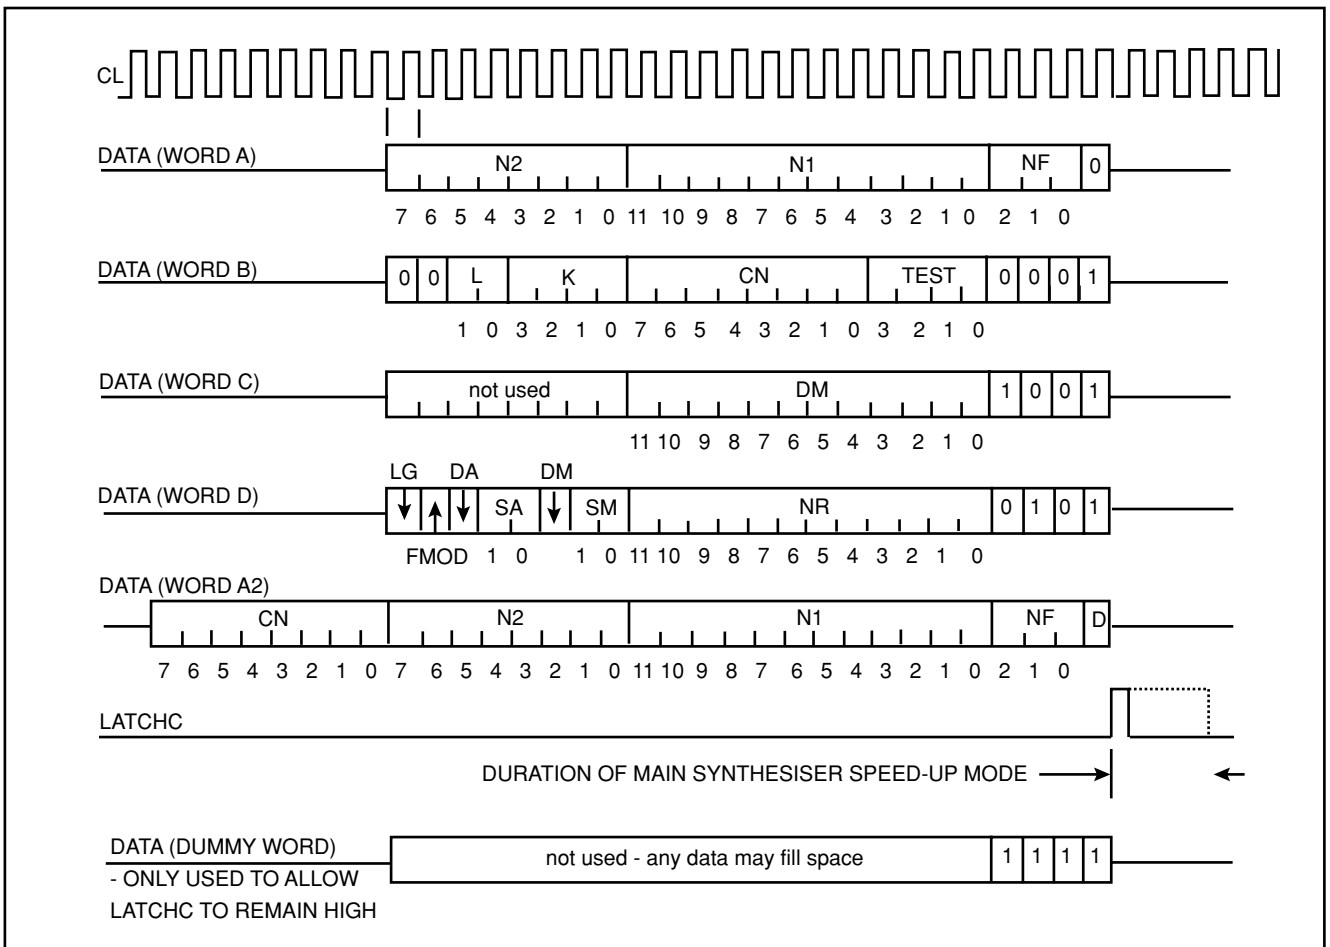 CL
DATA (WORD A) N2 N1 NF 0
7 6 5 4 3 2 1 0 11 10 9 8 7 6 5 4 3 2 1 0 2 1 0
DATA (WORD B) 0 0 L K CN TEST 0 0 0 1
1 0 3 2 1 0 7 6 5 4 3 2 1 0 3 2 1 0
DATA (WORD C) not used DM 1 0 0 1
11 10 9 8 7 6 5 4 3 2 1 0
LG DA DM
DATA (WORD D) SA SM NR 0 1 0 1
FMOD 1 0 1 0 11 10 9 8 7 6 5 4 3 2 1 0
DATA (WORD A2)
CN N2 N1 NF D
7 6 5 4 3 2 1 0 7 6 5 4 3 2 1 0 11 10 9 8 7 6 5 4 3 2 1 0 2 1 0
LATCHC
DURATION OF MAIN SYNTHESISER SPEED-UP MODE
DATA (DUMMY WORD) not used - any data may fill space 1 1 1 1
- ONLY USED TO ALLOW
LATCHC TO REMAIN HIGH